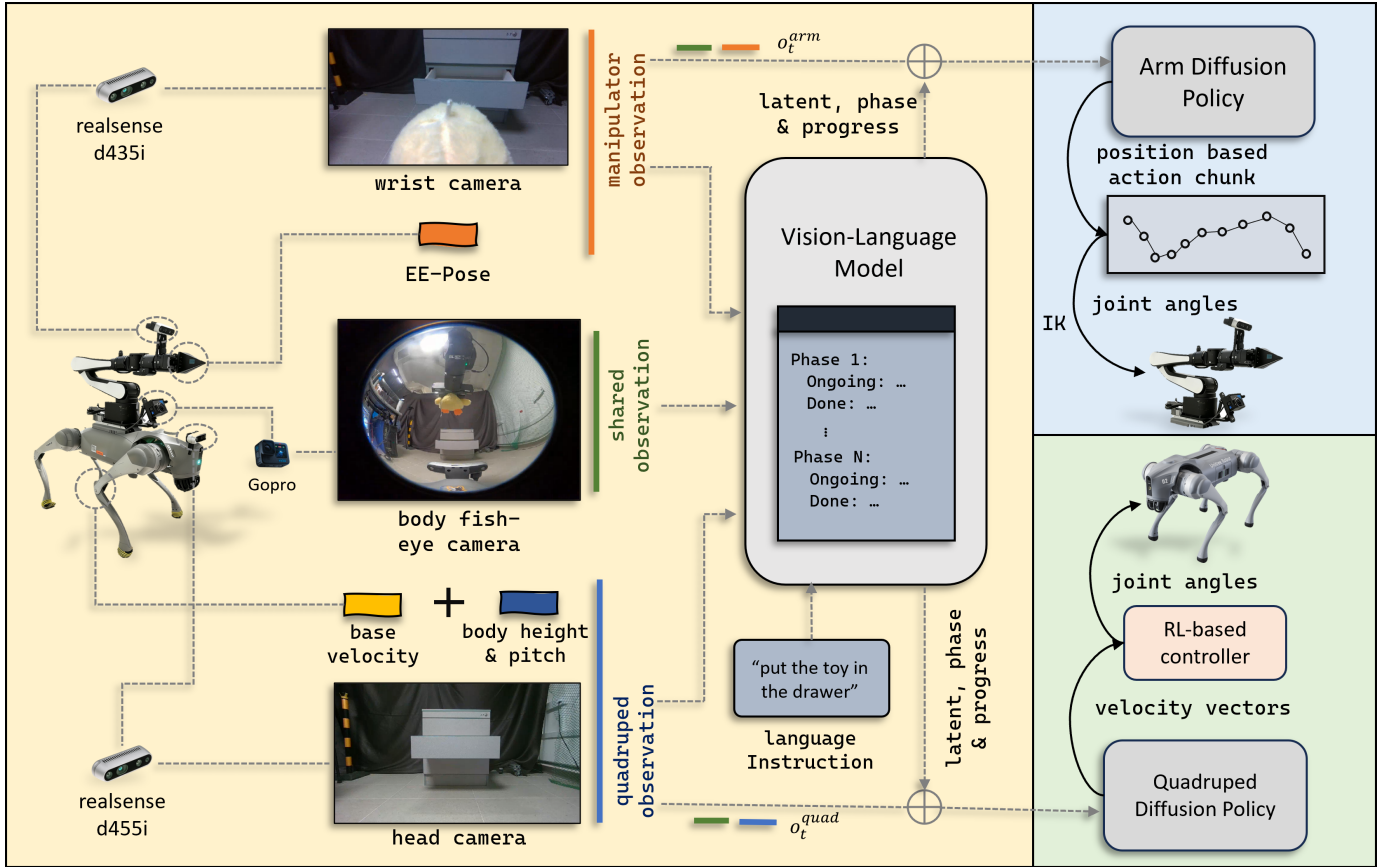 realsense
d435i
wrist camera
EE-Pose
manipulator
observation
Gopro
body fish-
eye camera
shared
observation
base
velocity
+
body height
& pitch
realsense
d455i
head camera
quadruped
observation
o_t^{arm}
latent, phase
& progress
Vision-Language
Model
Phase 1:
Ongoing: …
Done: …
⋮
Phase N:
Ongoing: …
Done: …
“put the toy in
the drawer”
language
Instruction
latent, phase
& progress
o_t^{quad}
Arm Diffusion
Policy
position based
action chunk
joint angles
IK
joint angles
RL-based
controller
velocity vectors
Quadruped
Diffusion Policy